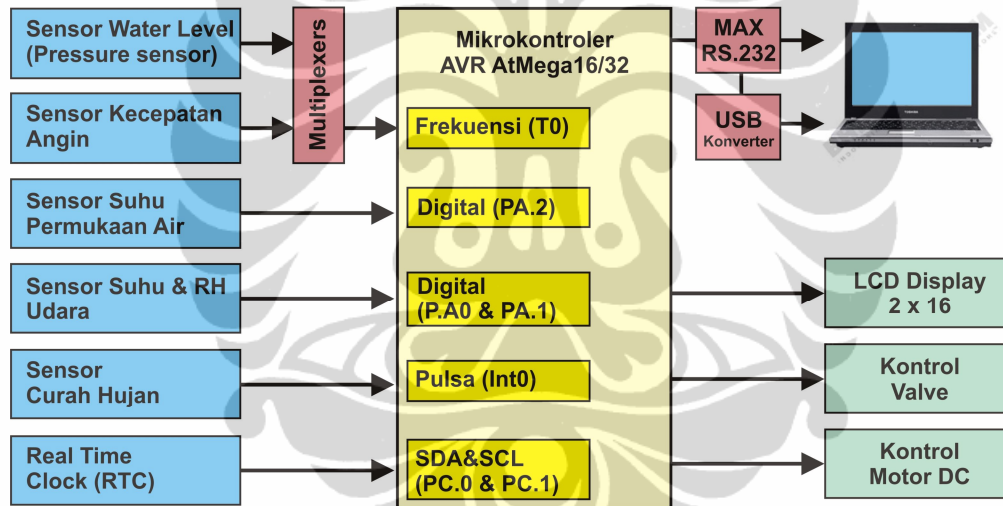 Sensor Water Level
(Pressure sensor)
Sensor Kecepatan
Angin
Sensor Suhu
Permukaan Air
Sensor Suhu & RH
Udara
Sensor
Curah Hujan
Real Time
Clock (RTC)
Multiplexers
Mikrokontroler
AVR AtMega16/32
Frekuensi (T0)
Digital (PA.2)
Digital
(P.A0 & PA.1)
Pulsa (Int0)
SDA&SCL
(PC.0 & PC.1)
MAX
RS.232
USB
Konverter
TOSHIBA
LCD Display
2 x 16
Kontrol
Valve
Kontrol
Motor DC